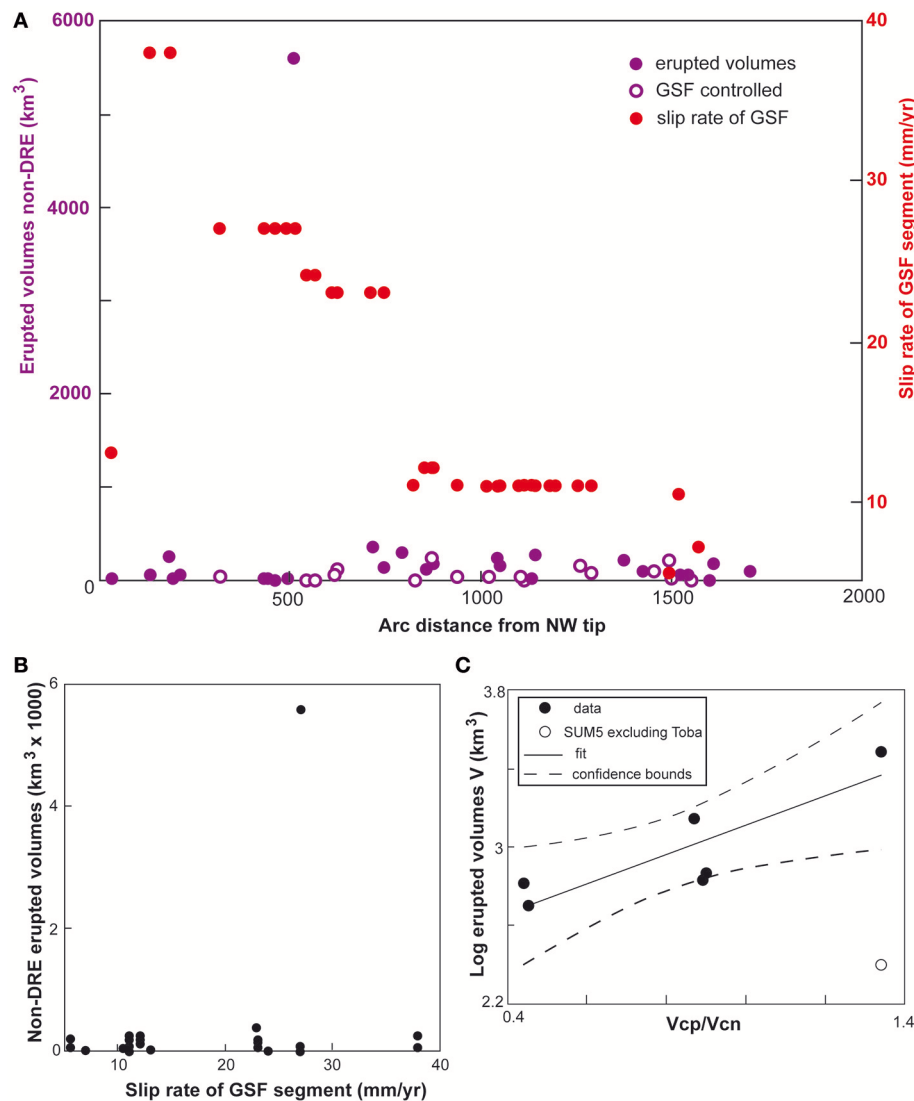 A
6000
4000
2000
0
Erupted volumes non-DRE (km³)
40
30
20
10
Slip rate of GSF segment (mm/yr)
erupted volumes
GSF controlled
slip rate of GSF
500
1000
1500
2000
Arc distance from NW tip
B
6
4
2
0
Non-DRE erupted volumes (km³ x 1000)
10
20
30
40
Slip rate of GSF segment (mm/yr)
C
3.8
3
2.2
Log erupted volumes V (km³)
data
SUM5 excluding Toba
fit
confidence bounds
0.4
1.4
Vcp/Vcn